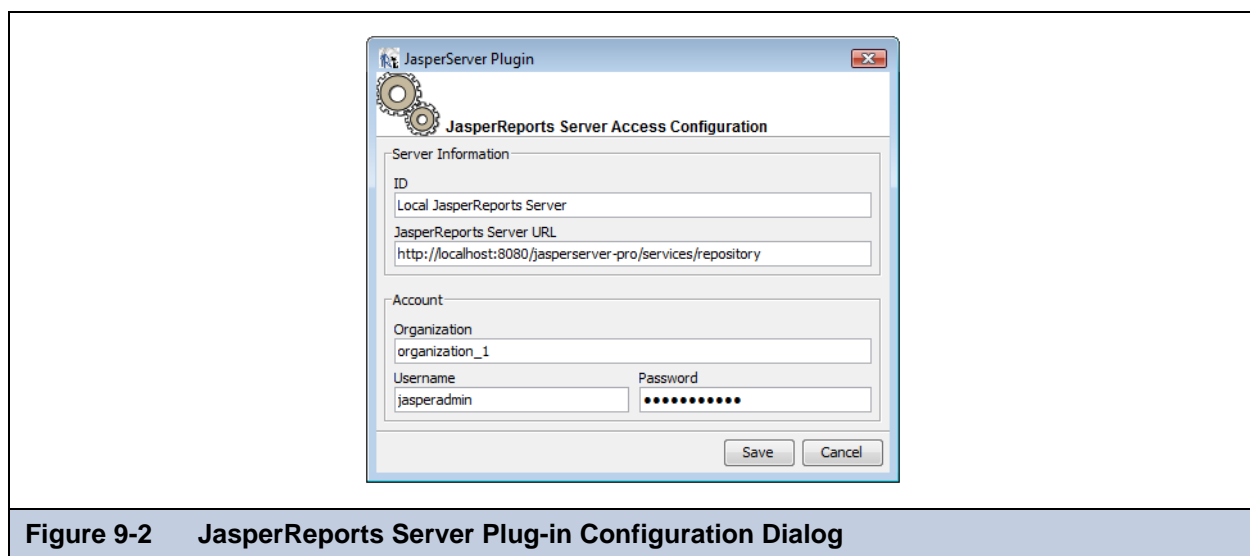 JasperServer Plugin
JasperReports Server Access Configuration
Server Information
ID
Local JasperReports Server
JasperReports Server URL
http://localhost:8080/jasperserver-pro/services/repository
Account
Organization
organization_1
Username Password
jasperadmin ●●●●●●●●●●●
Save Cancel
Figure 9-2 JasperReports Server Plug-in Configuration Dialog